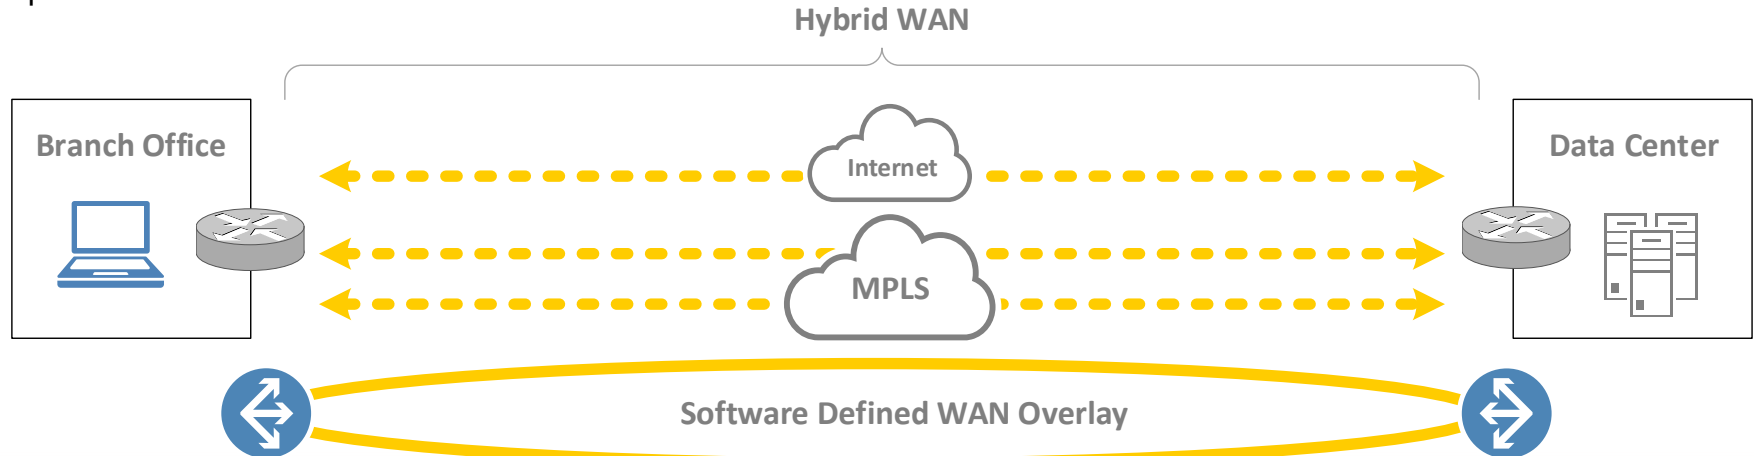 Hybrid WAN
Branch Office
Internet
Data Center
MPLS
Software Defined WAN Overlay